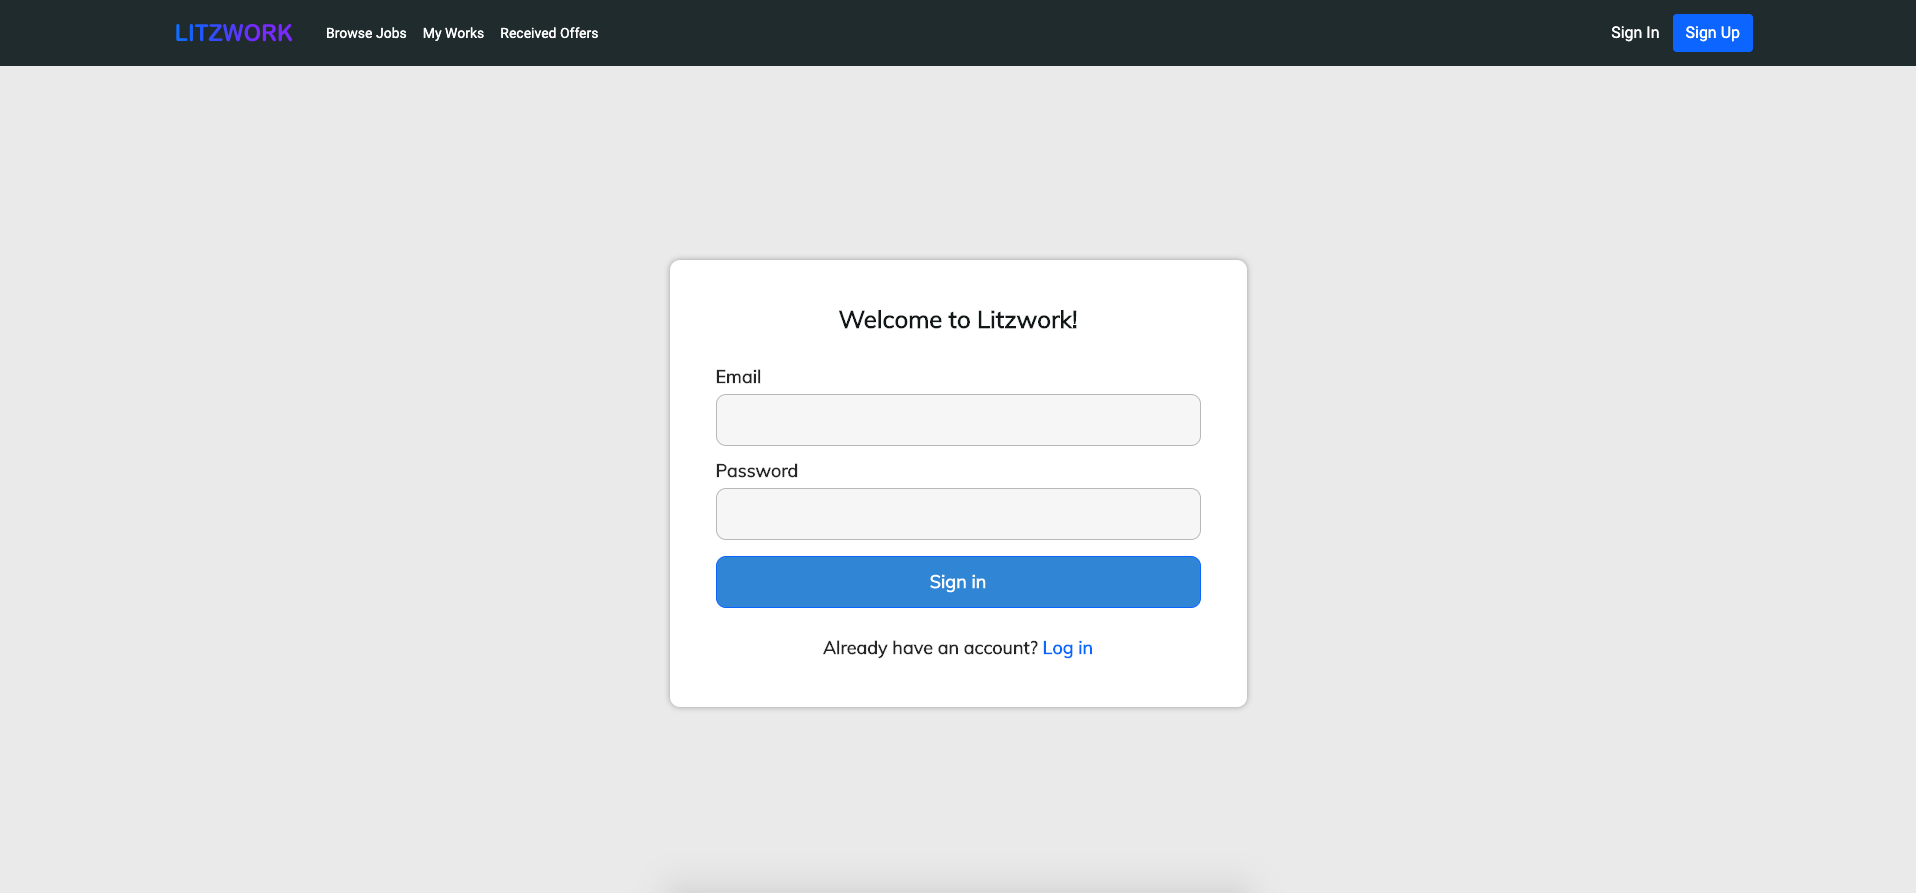 LITZWORK Browse Jobs My Works Received Offers Sign In Sign Up
Welcome to Litzwork!
Email
Password
Sign in
Already have an account? Log in